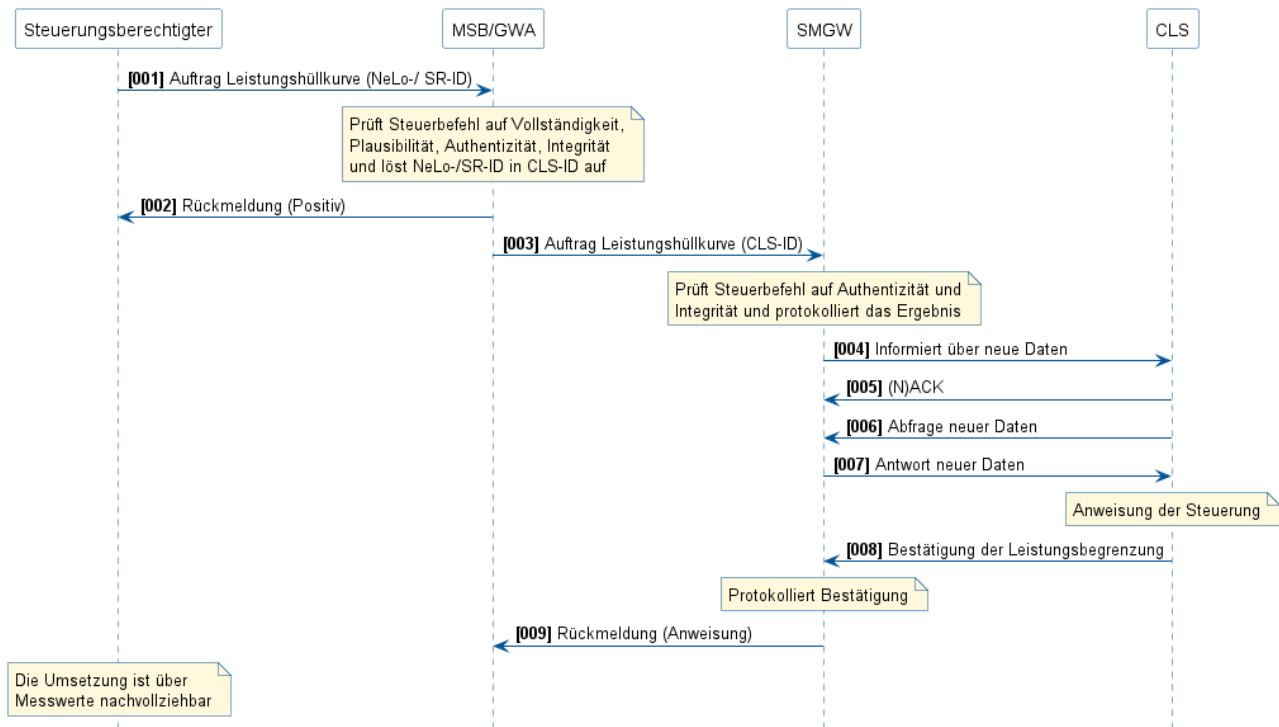 Steuerungsberechtigter
MSB/GWA
SMGW
CLS
[001] Auftrag Leistungshüllkurve (NeLo-/ SR-ID)
Prüft Steuerbefehl auf Vollständigkeit,
Plausibilität, Authentizität, Integrität
und löst NeLo-/SR-ID in CLS-ID auf
[002] Rückmeldung (Positiv)
[003] Auftrag Leistungshüllkurve (CLS-ID)
Prüft Steuerbefehl auf Authentizität und
Integrität und protokolliert das Ergebnis
[004] Informiert über neue Daten
[005] (N)ACK
[006] Abfrage neuer Daten
[007] Antwort neuer Daten
Anweisung der Steuerung
[008] Bestätigung der Leistungsbegrenzung
Protokolliert Bestätigung
[009] Rückmeldung (Anweisung)
Die Umsetzung ist über
Messwerte nachvollziehbar